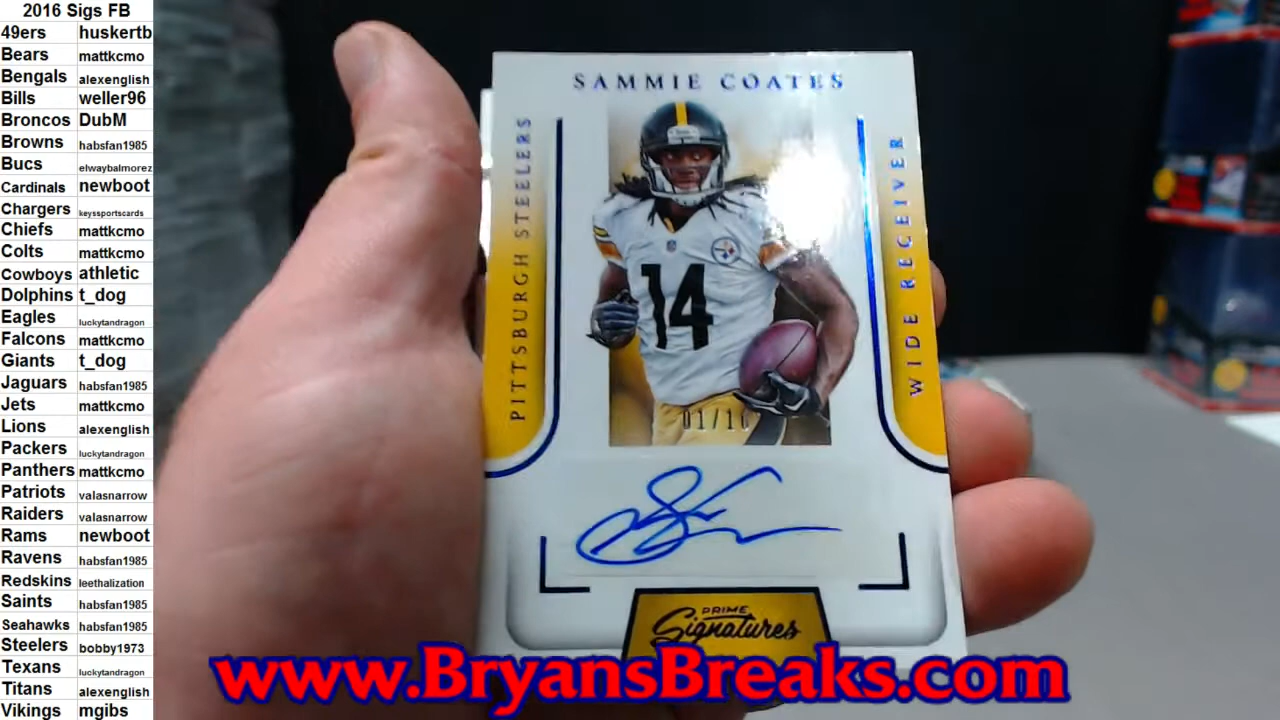 2016 Sigs FB
49ers huskertb
Bears mattkcmo
Bengals alexenglish
Bills weller96
Broncos DubM
Browns habsfan1985
Bucs elwaybalmorez
Cardinals newboot
Chargers keyssportscards
Chiefs mattkcmo
Colts mattkcmo
Cowboys athletic
Dolphins t_dog
Eagles luckytandragon
Falcons mattkcmo
Giants t_dog
Jaguars habsfan1985
Jets mattkcmo
Lions alexenglish
Packers luckytandragon
Panthers mattkcmo
Patriots valasnarrow
Raiders valasnarrow
Rams newboot
Ravens habsfan1985
Redskins leethalization
Saints habsfan1985
Seahawks habsfan1985
Steelers bobby1973
Texans luckytandragon
Titans alexenglish
Vikings mgibs
SAMMIE COATES
PITTSBURGH STEELERS
WIDE RECEIVER
14
01/10
PRIME
Signatures
www.BryansBreaks.com